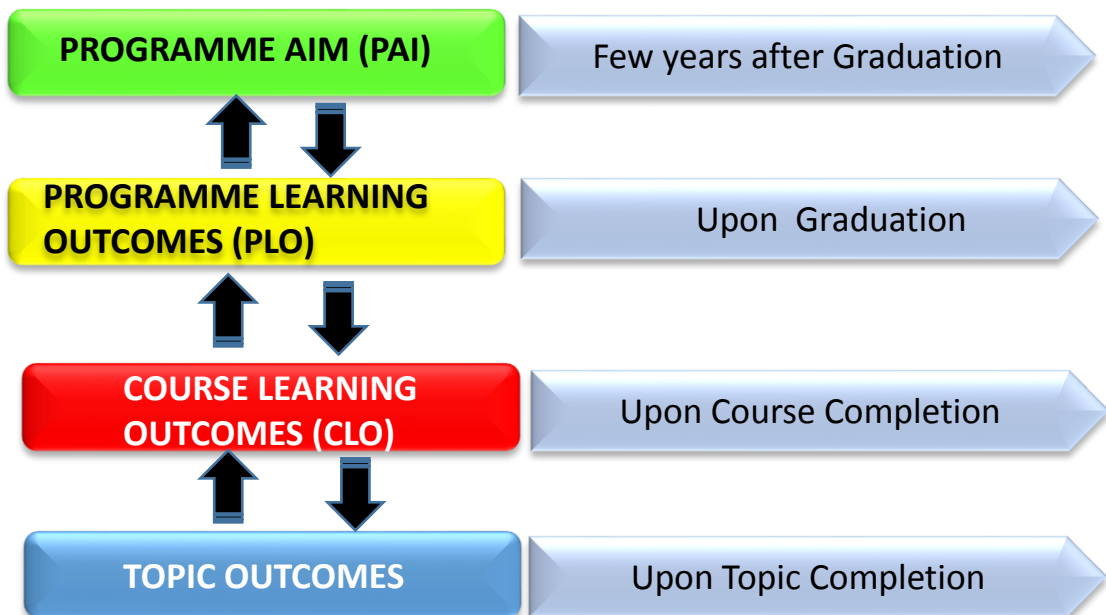 PROGRAMME AIM (PAI)
Few years after Graduation
PROGRAMME LEARNING
OUTCOMES (PLO)
Upon Graduation
COURSE LEARNING
OUTCOMES (CLO)
Upon Course Completion
TOPIC OUTCOMES
Upon Topic Completion